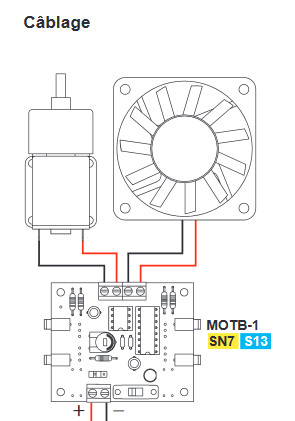 Câblage
MOTB-1
SN7 S13
+ –